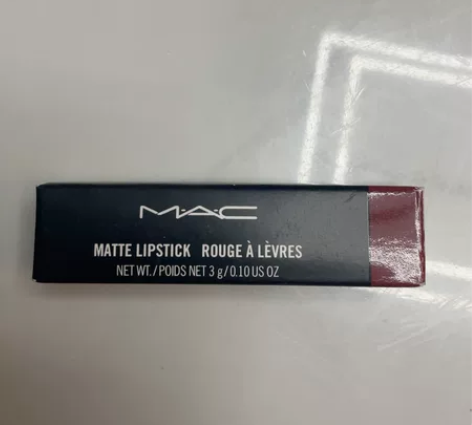 M·A·C
MATTE LIPSTICK ROUGE À LÈVRES
NET WT./POIDS NET 3 g/0.10 US OZ